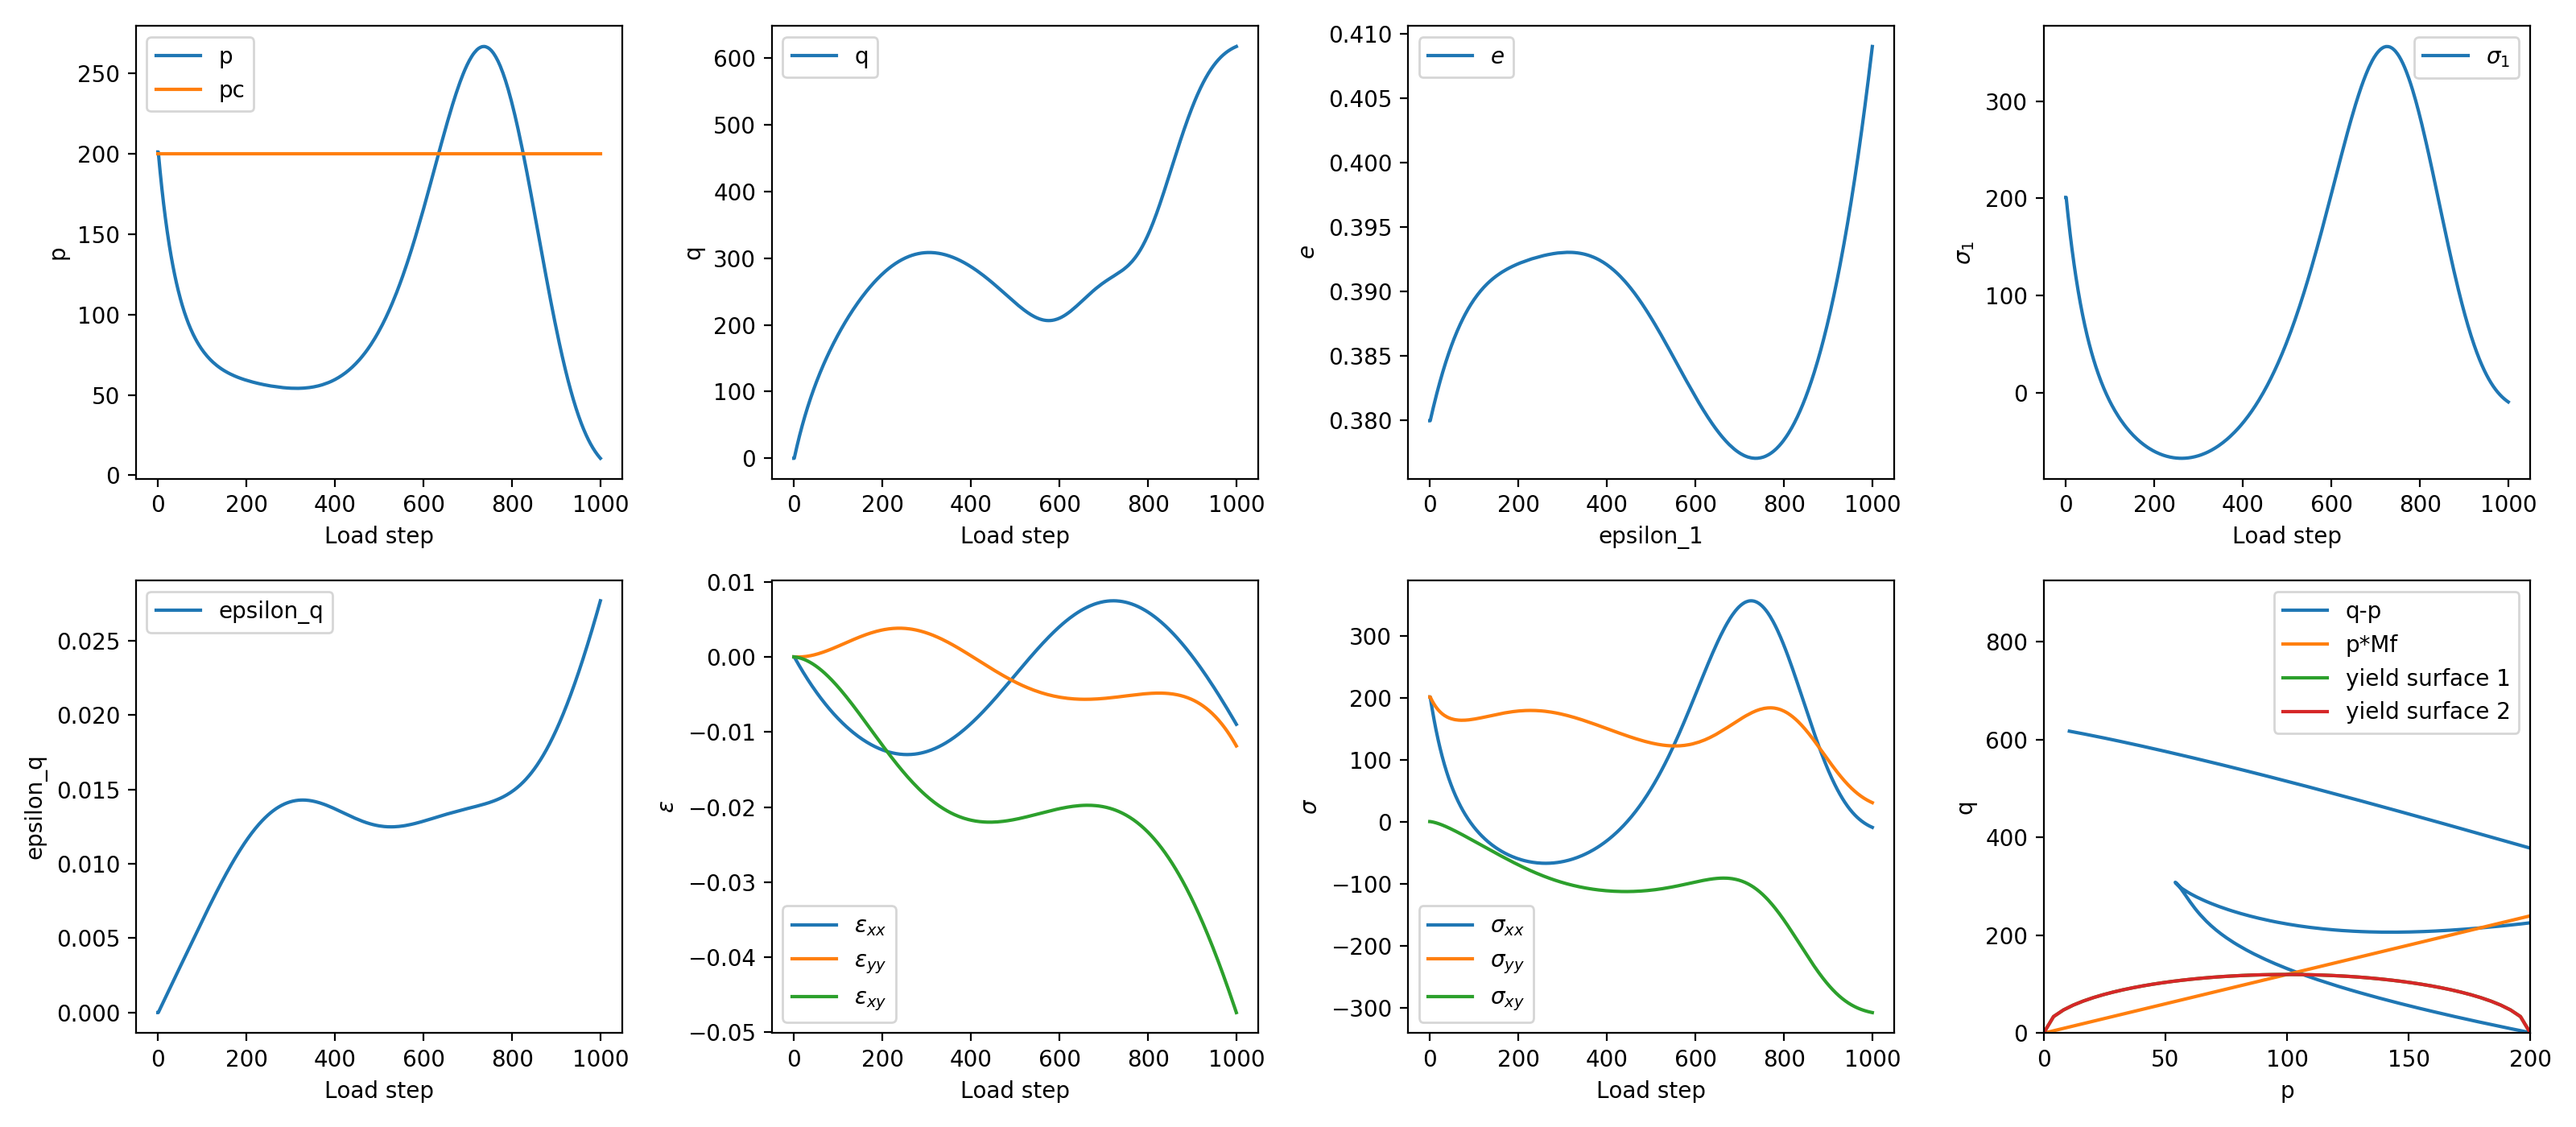 p
pc
250
200
150
100
50
0
p
0 200 400 600 800 1000
Load step
q
600
500
400
300
200
100
0
q
0 200 400 600 800 1000
Load step
e
0.410
0.405
0.400
0.395
0.390
0.385
0.380
e
0 200 400 600 800 1000
epsilon_1
σ1
300
200
100
0
σ1
0 200 400 600 800 1000
Load step
epsilon_q
0.025
0.020
0.015
0.010
0.005
0.000
epsilon_q
0 200 400 600 800 1000
Load step
0.01
0.00
−0.01
−0.02
−0.03
−0.04
−0.05
ε
εxx
εyy
εxy
0 200 400 600 800 1000
Load step
300
200
100
0
−100
−200
−300
σ
σxx
σyy
σxy
0 200 400 600 800 1000
Load step
q-p
p*Mf
yield surface 1
yield surface 2
800
600
400
200
0
q
0 50 100 150 200
p